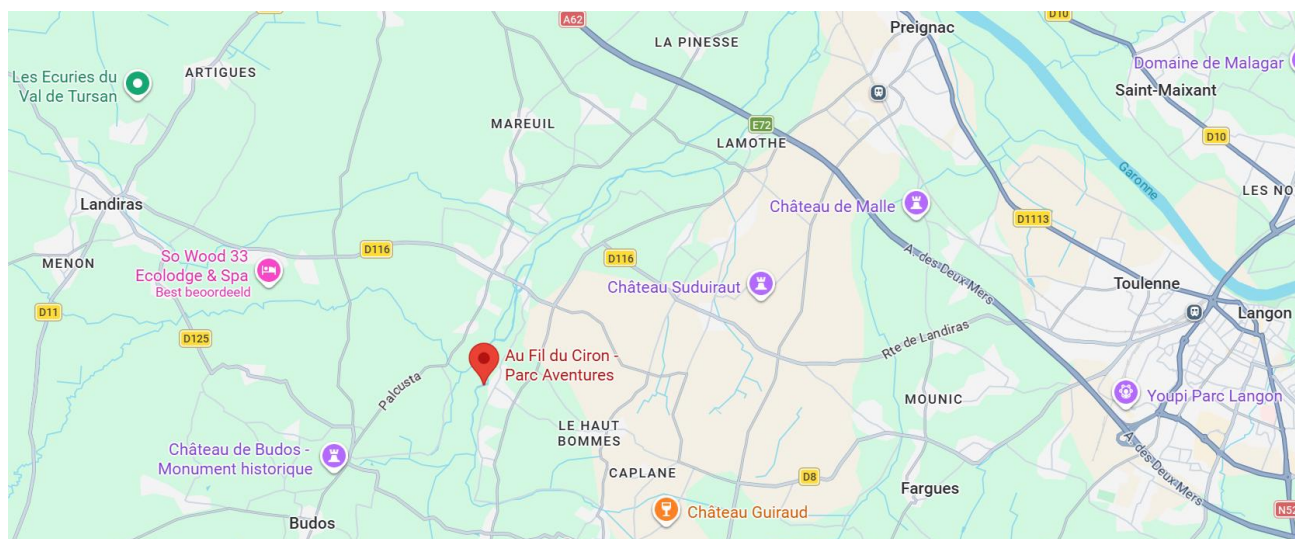 A62
D10
Preignac
LA PINESSE
Domaine de Malagar
Les Ecuries du
Val de Tursan
ARTIGUES
Saint-Maixant
MAREUIL
E72
D10
LAMOTHE
Garonne
LES NO
Landiras
Château de Malle
D1113
So Wood 33
Ecolodge & Spa
Best beoordeeld
D116
D116
MENON
A. des Deux-Mers
Château Suduiraut
Toulenne
D11
Langon
D125
Rte de Landiras
Au Fil du Ciron -
Parc Aventures
Palcusta
MOUNIC
Youpi Parc Langon
LE HAUT
BOMMES
Château de Budos -
Monument historique
A. des Deux-Mers
CAPLANE
D8
Fargues
Château Guiraud
N52
Budos